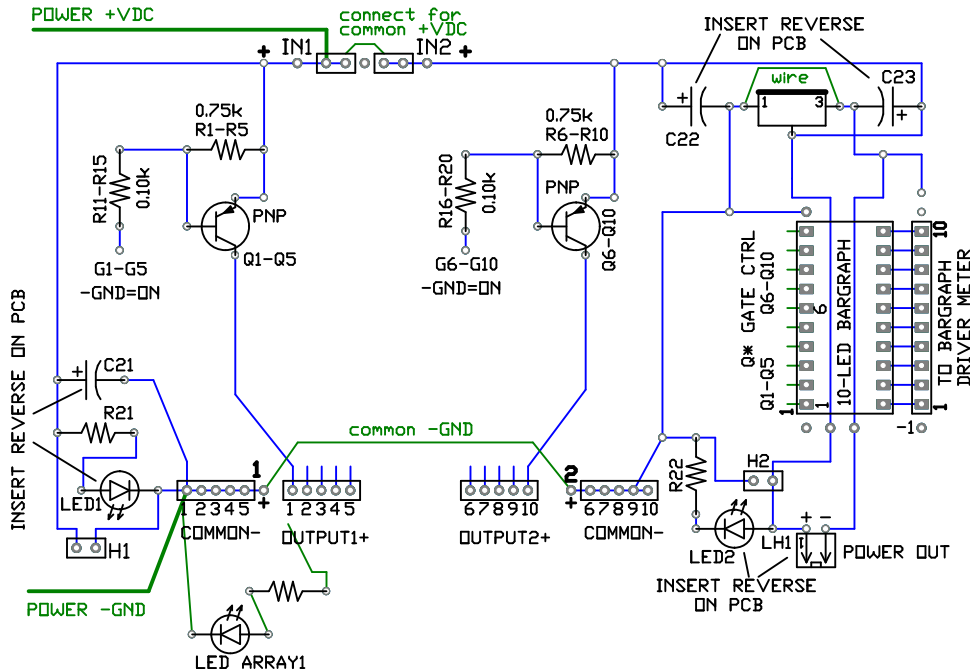 POWER +VDC
connect for
common +VDC
+ IN1
IN2 +
INSERT REVERSE
ON PCB
wire
C23
1
3
+
+
C22
0.75k
R1-R5
R11-R15
0.10k
PNP
Q1-Q5
G1-G5
-GND=ON
0.75k
R6-R10
R16-R20
0.10k
PNP
Q6-Q10
G6-G10
-GND=ON
Q* GATE CTRL
Q1-Q5
Q6-Q10
10-LED BARGRAPH
6
1
1
10
1
-1
TO BARGRAPH
DRIVER METER
INSERT REVERSE ON PCB
+
C21
R21
LED1
H1
common -GND
1
+
1 2 3 4 5
COMMON-
1 2 3 4 5
OUTPUT1+
6 7 8 9 10
OUTPUT2+
2
+
6 7 8 9 10
COMMON-
R22
H2
LED2
LH1
+ -
1
POWER OUT
INSERT REVERSE
ON PCB
POWER -GND
LED ARRAY1